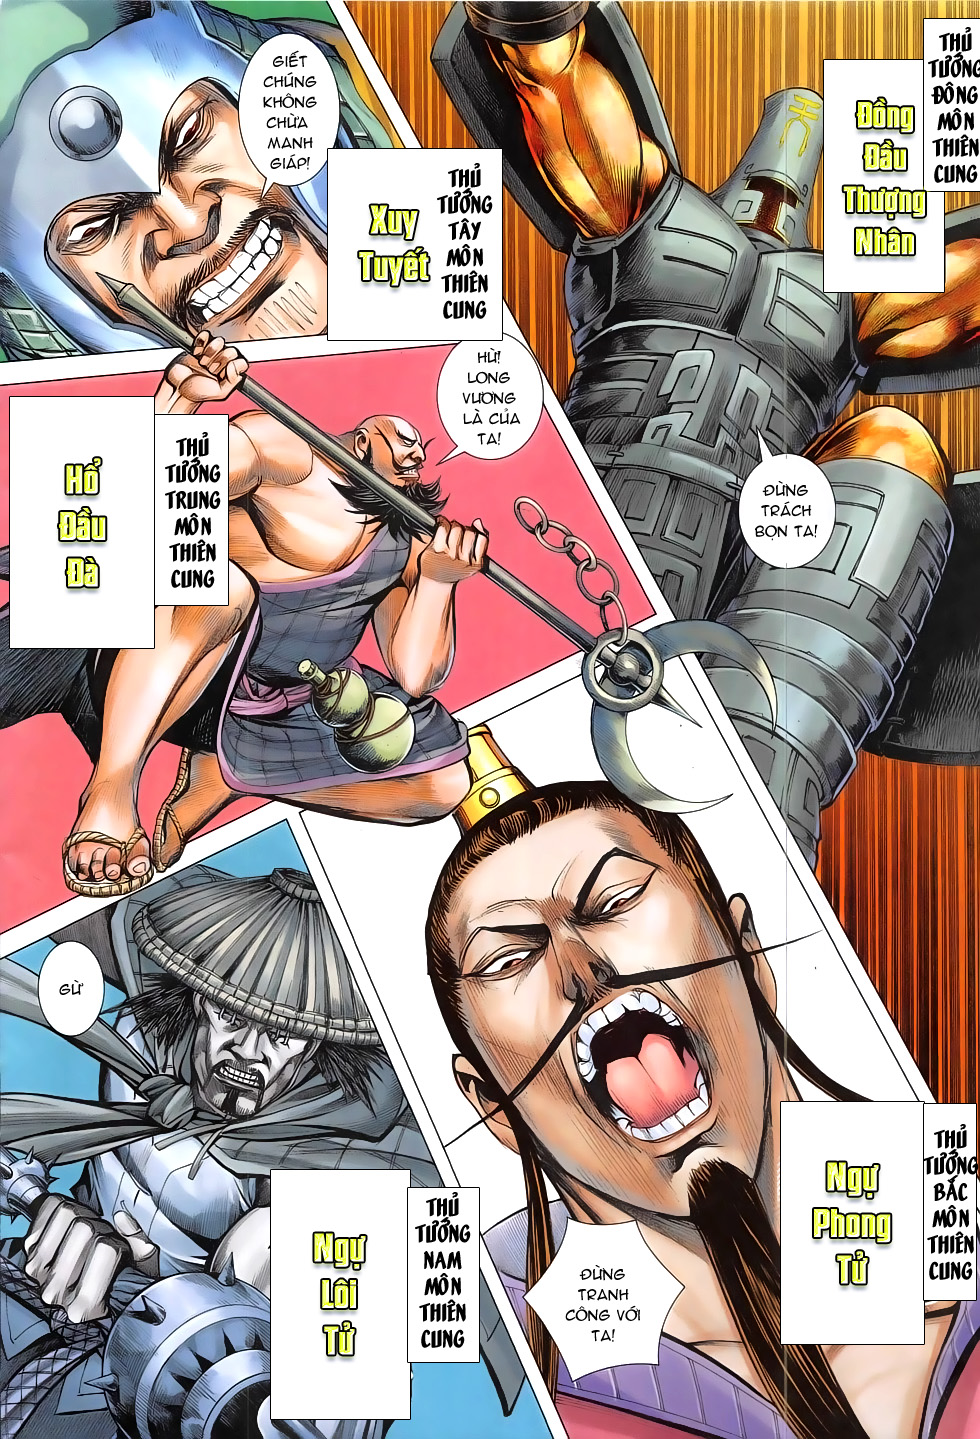 THỦ
TƯỚNG
ĐÔNG
MÔN
THIÊN
CUNG
Đồng
Đầu
Thượng
Nhân
天
GIẾT
CHÚNG
KHÔNG
CHỪA
MANH
GIÁP!
THỦ
TƯỚNG
TÂY
MÔN
THIÊN
CUNG
Xuy
Tuyết
HỪ!
LONG
VƯƠNG
LÀ CỦA
TA!
ĐỪNG
TRÁCH
BỌN TA!
THỦ
TƯỚNG
TRUNG
MÔN
THIÊN
CUNG
Hổ
Đầu
Đà
GỪ
THỦ
TƯỚNG
BẮC
MÔN
THIÊN
CUNG
Ngự
Phong
Tử
ĐỪNG
TRANH
CÔNG VỚI
TA!
THỦ
TƯỚNG
NAM
MÔN
THIÊN
CUNG
Ngự
Lôi
Tử